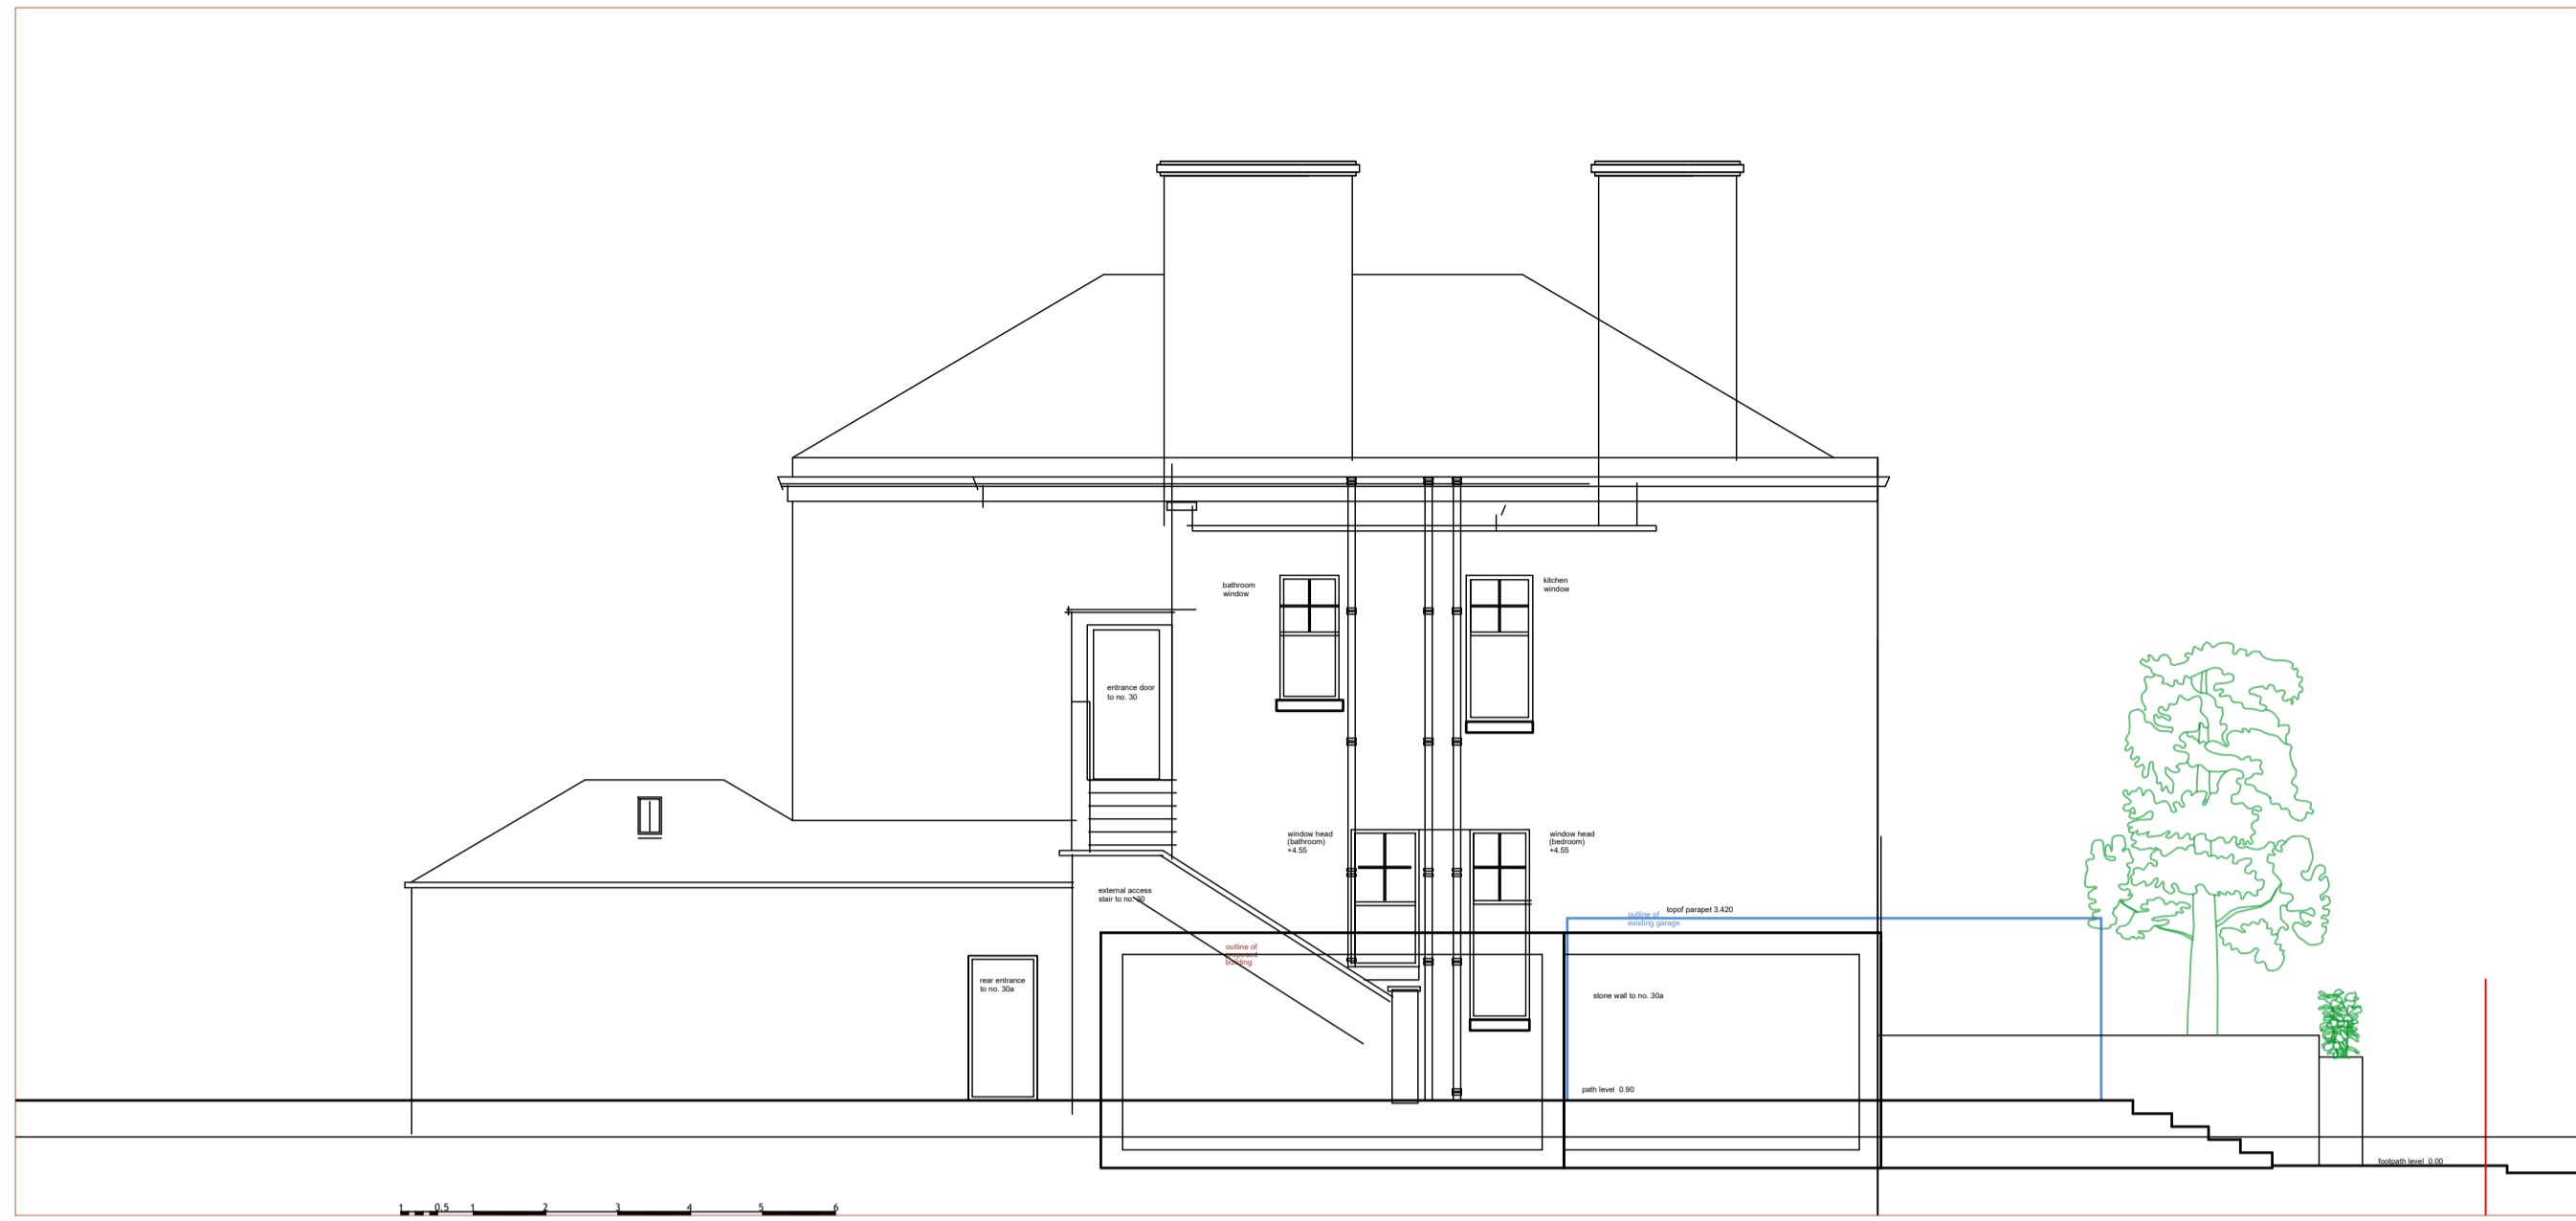 bathroom
window
kitchen
window
entrance door
to no. 30
window head
(bathroom)
+4.55
window head
(bedroom)
+4.55
external access
stair to no. 30
topof parapet 3.420
outline of
existing garage
outline of
proposed
building
rear entrance
to no. 30a
stone wall to no. 30a
path level 0.90
footpath level 0.00
1 0.5 1 2 3 4 5 6